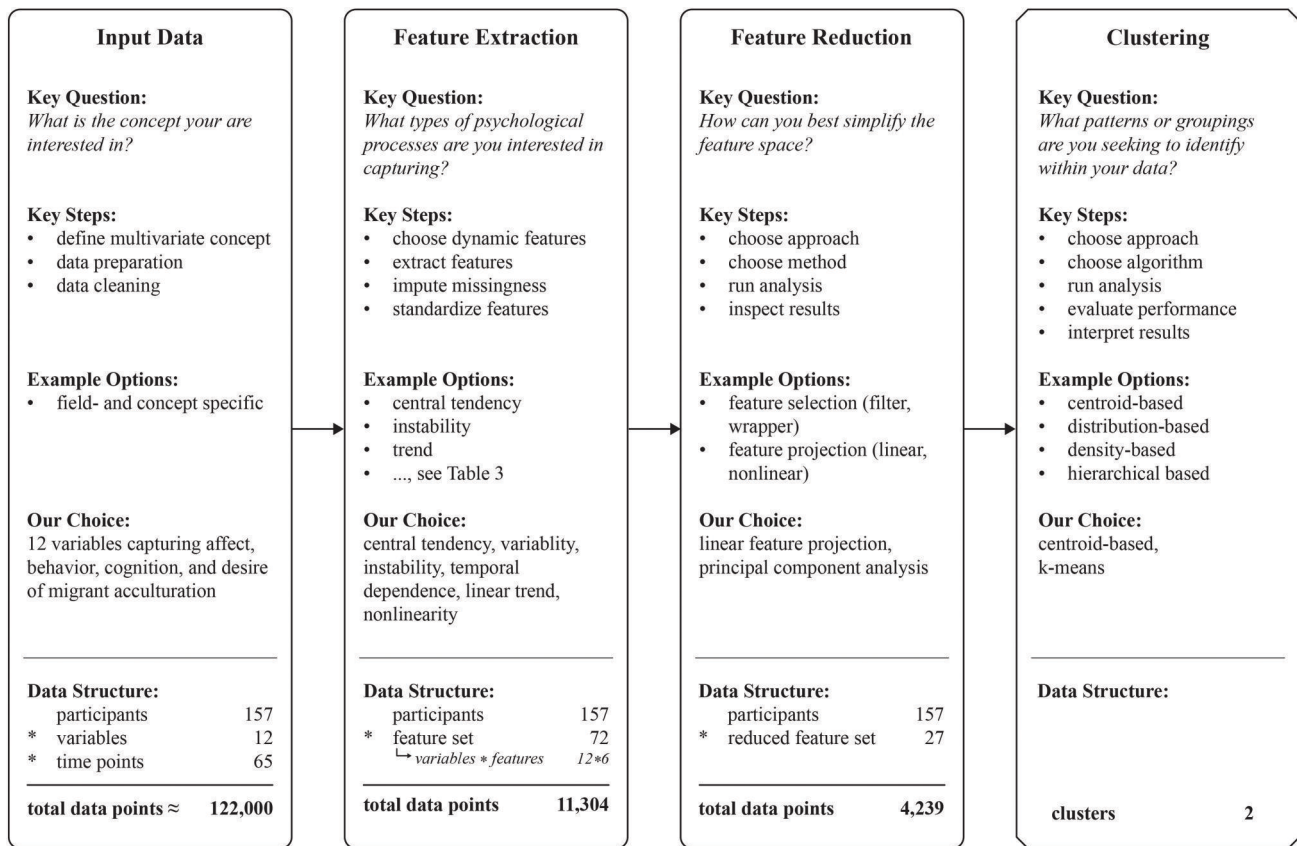 Input Data
Key Question:
What is the concept your are
interested in?
Key Steps:
• define multivariate concept
• data preparation
• data cleaning
Example Options:
• field- and concept specific
Our Choice:
12 variables capturing affect,
behavior, cognition, and desire
of migrant acculturation
Data Structure:
participants 157
* variables 12
* time points 65
total data points ≈ 122,000
Feature Extraction
Key Question:
What types of psychological
processes are you interested in
capturing?
Key Steps:
• choose dynamic features
• extract features
• impute missingness
• standardize features
Example Options:
• central tendency
• instability
• trend
• ..., see Table 3
Our Choice:
central tendency, variablity,
instability, temporal
dependence, linear trend,
nonlinearity
Data Structure:
participants 157
* feature set 72
variables * features 12*6
total data points 11,304
Feature Reduction
Key Question:
How can you best simplify the
feature space?
Key Steps:
• choose approach
• choose method
• run analysis
• inspect results
Example Options:
• feature selection (filter,
wrapper)
• feature projection (linear,
nonlinear)
Our Choice:
linear feature projection,
principal component analysis
Data Structure:
participants 157
* reduced feature set 27
total data points 4,239
Clustering
Key Question:
What patterns or groupings
are you seeking to identify
within your data?
Key Steps:
• choose approach
• choose algorithm
• run analysis
• evaluate performance
• interpret results
Example Options:
• centroid-based
• distribution-based
• density-based
• hierarchical based
Our Choice:
centroid-based,
k-means
Data Structure:
clusters 2